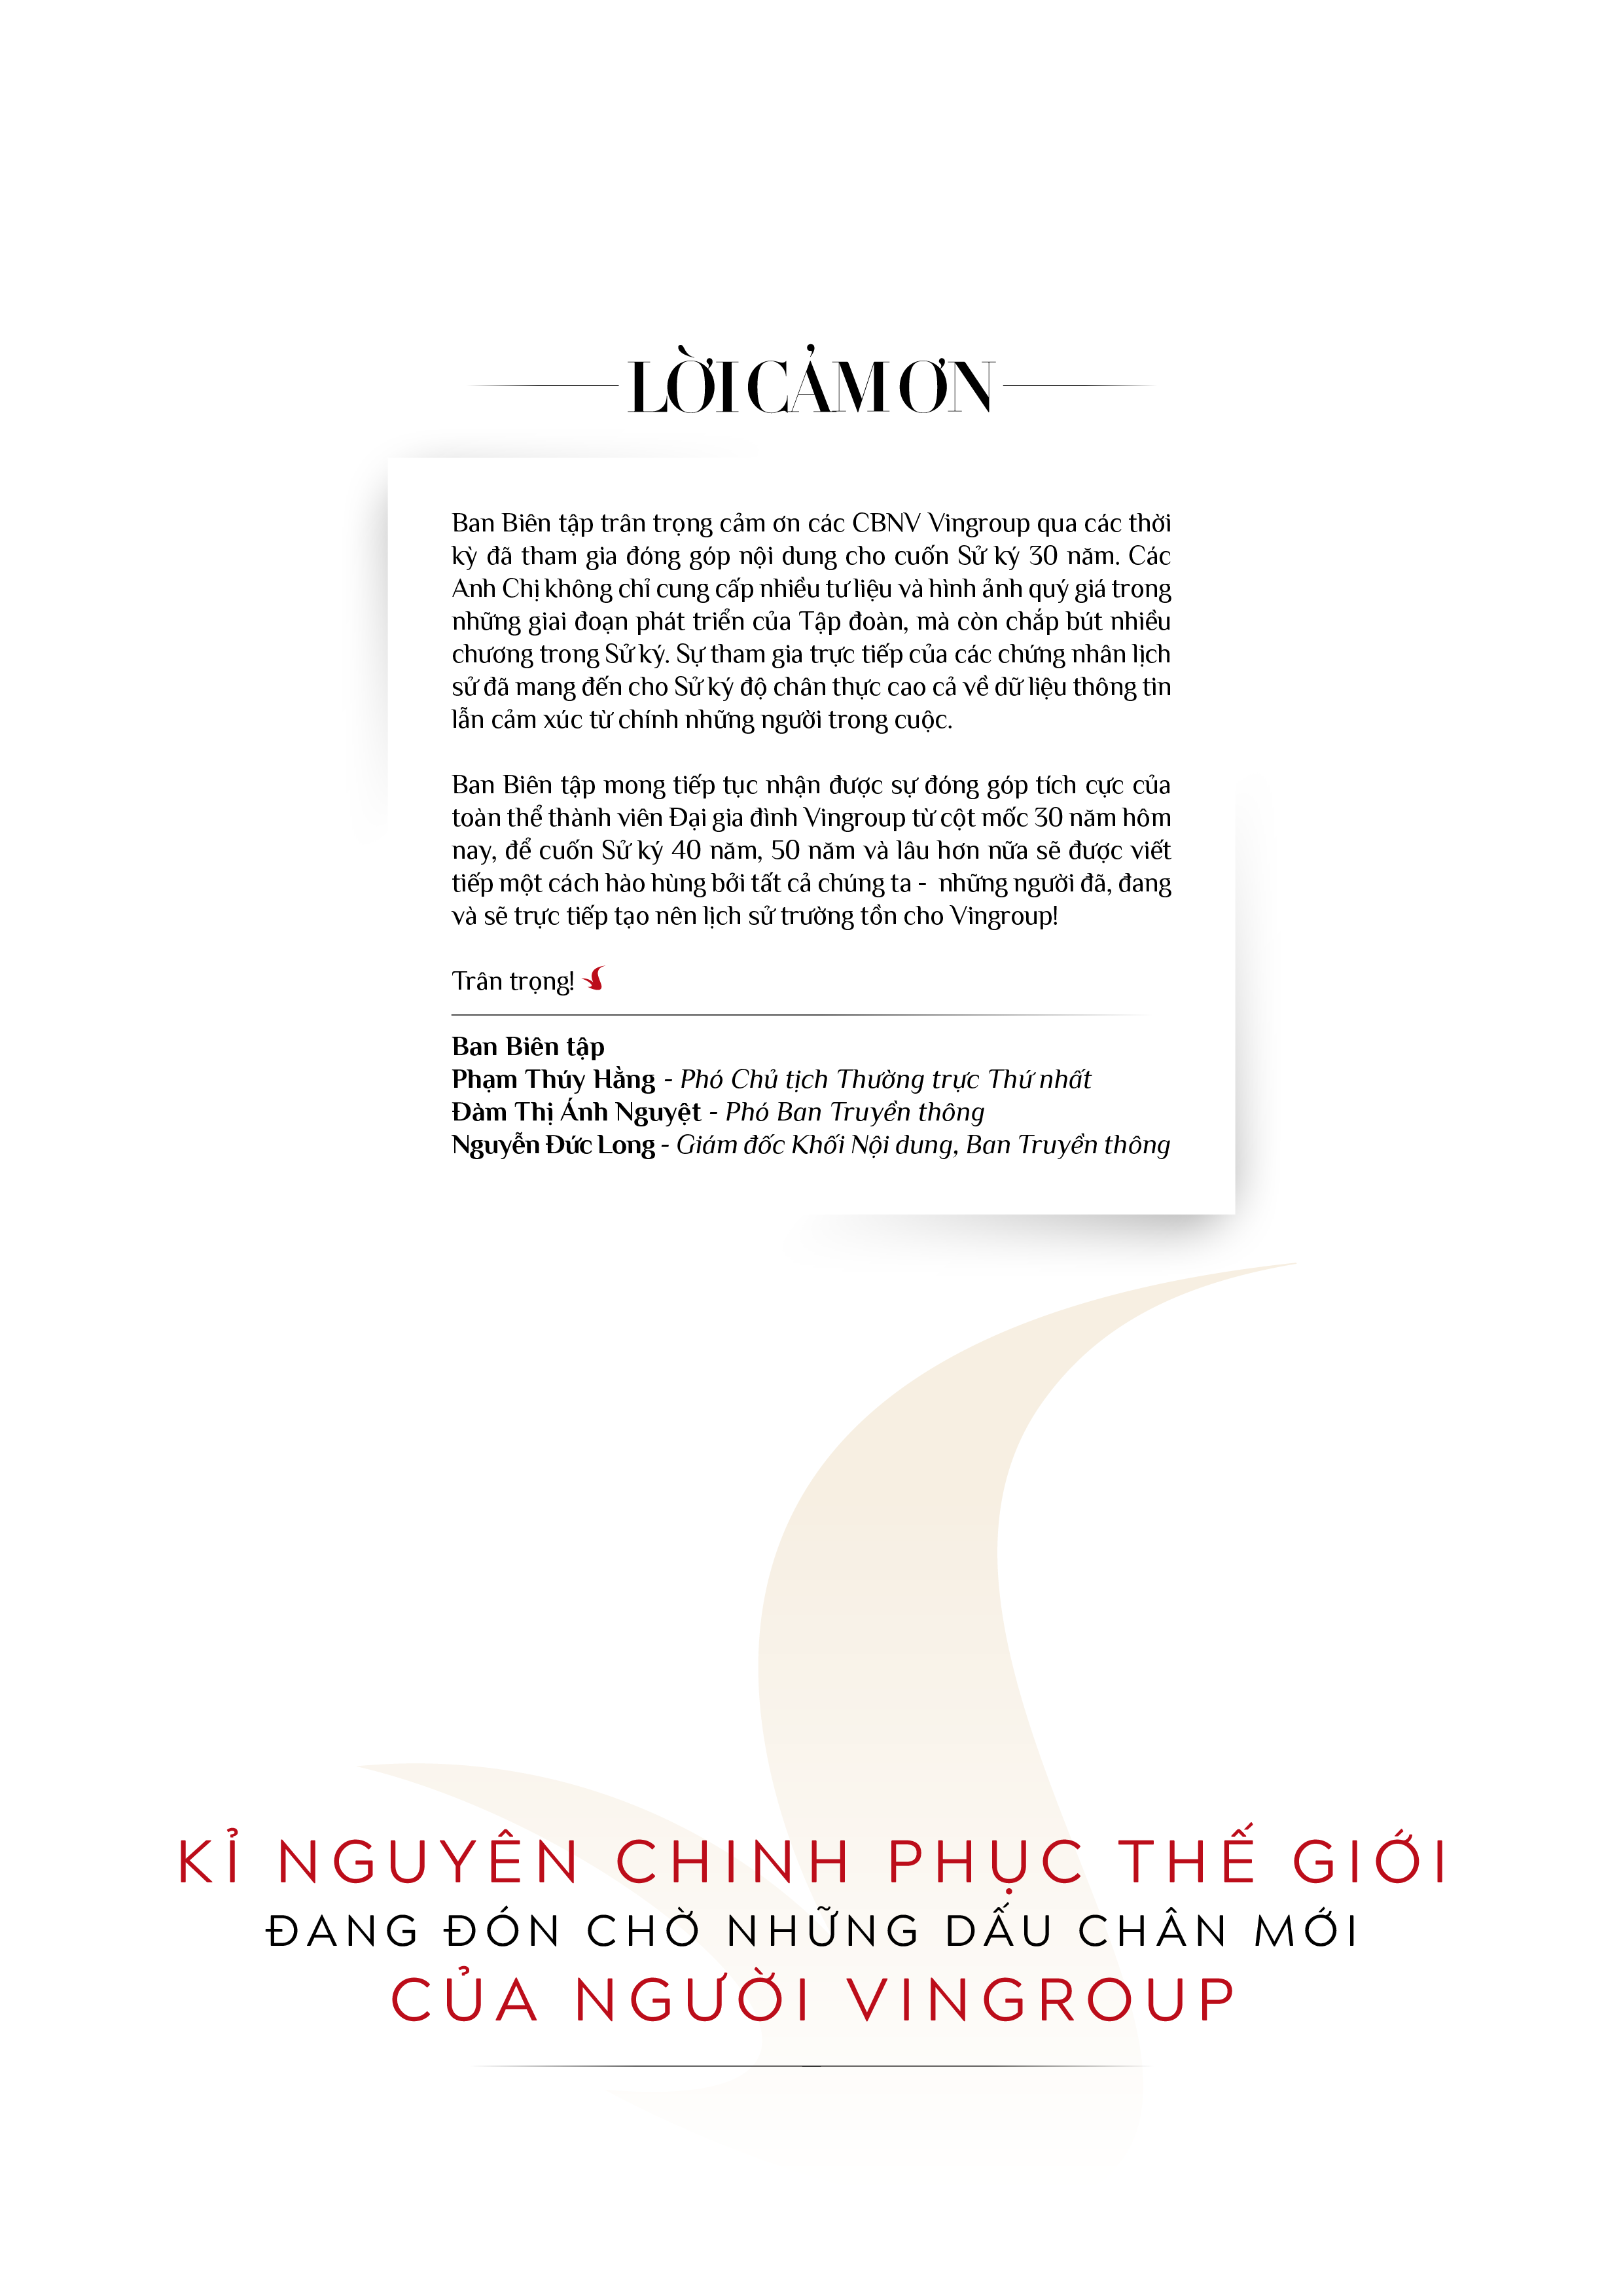 LỜI CẢM ƠN
Ban Biên tập trân trọng cảm ơn các CBNV Vingroup qua các thời
kỳ đã tham gia đóng góp nội dung cho cuốn Sử ký 30 năm. Các
Anh Chị không chỉ cung cấp nhiều tư liệu và hình ảnh quý giá trong
những giai đoạn phát triển của Tập đoàn, mà còn chắp bút nhiều
chương trong Sử ký. Sự tham gia trực tiếp của các chứng nhân lịch
sử đã mang đến cho Sử ký độ chân thực cao cả về dữ liệu thông tin
lẫn cảm xúc từ chính những người trong cuộc.
Ban Biên tập mong tiếp tục nhận được sự đóng góp tích cực của
toàn thể thành viên Đại gia đình Vingroup từ cột mốc 30 năm hôm
nay, để cuốn Sử ký 40 năm, 50 năm và lâu hơn nữa sẽ được viết
tiếp một cách hào hùng bởi tất cả chúng ta - những người đã, đang
và sẽ trực tiếp tạo nên lịch sử trường tồn cho Vingroup!
Trân trọng!
Ban Biên tập
Phạm Thúy Hằng - Phó Chủ tịch Thường trực Thứ nhất
Đàm Thị Ánh Nguyệt - Phó Ban Truyền thông
Nguyễn Đức Long - Giám đốc Khối Nội dung, Ban Truyền thông
KỈ NGUYÊN CHINH PHỤC THẾ GIỚI
ĐANG ĐÓN CHỜ NHỮNG DẤU CHÂN MỚI
CỦA NGƯỜI VINGROUP